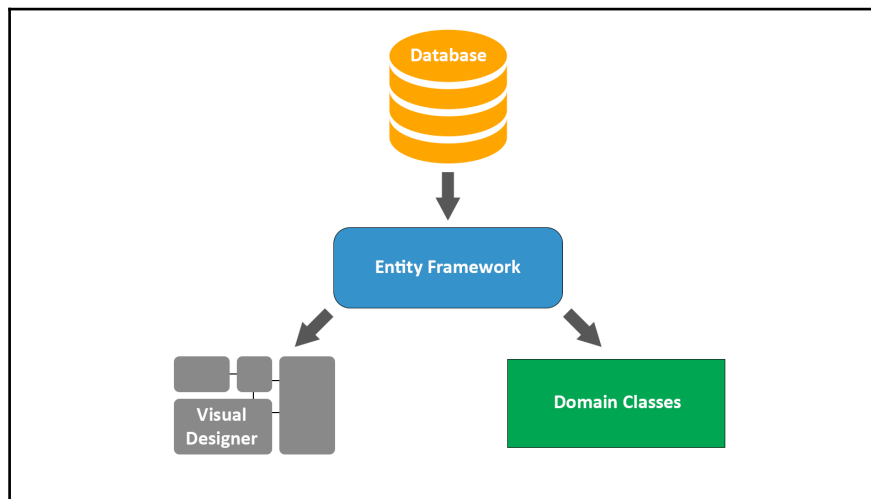 Database
Entity Framework
Visual
Designer
Domain Classes